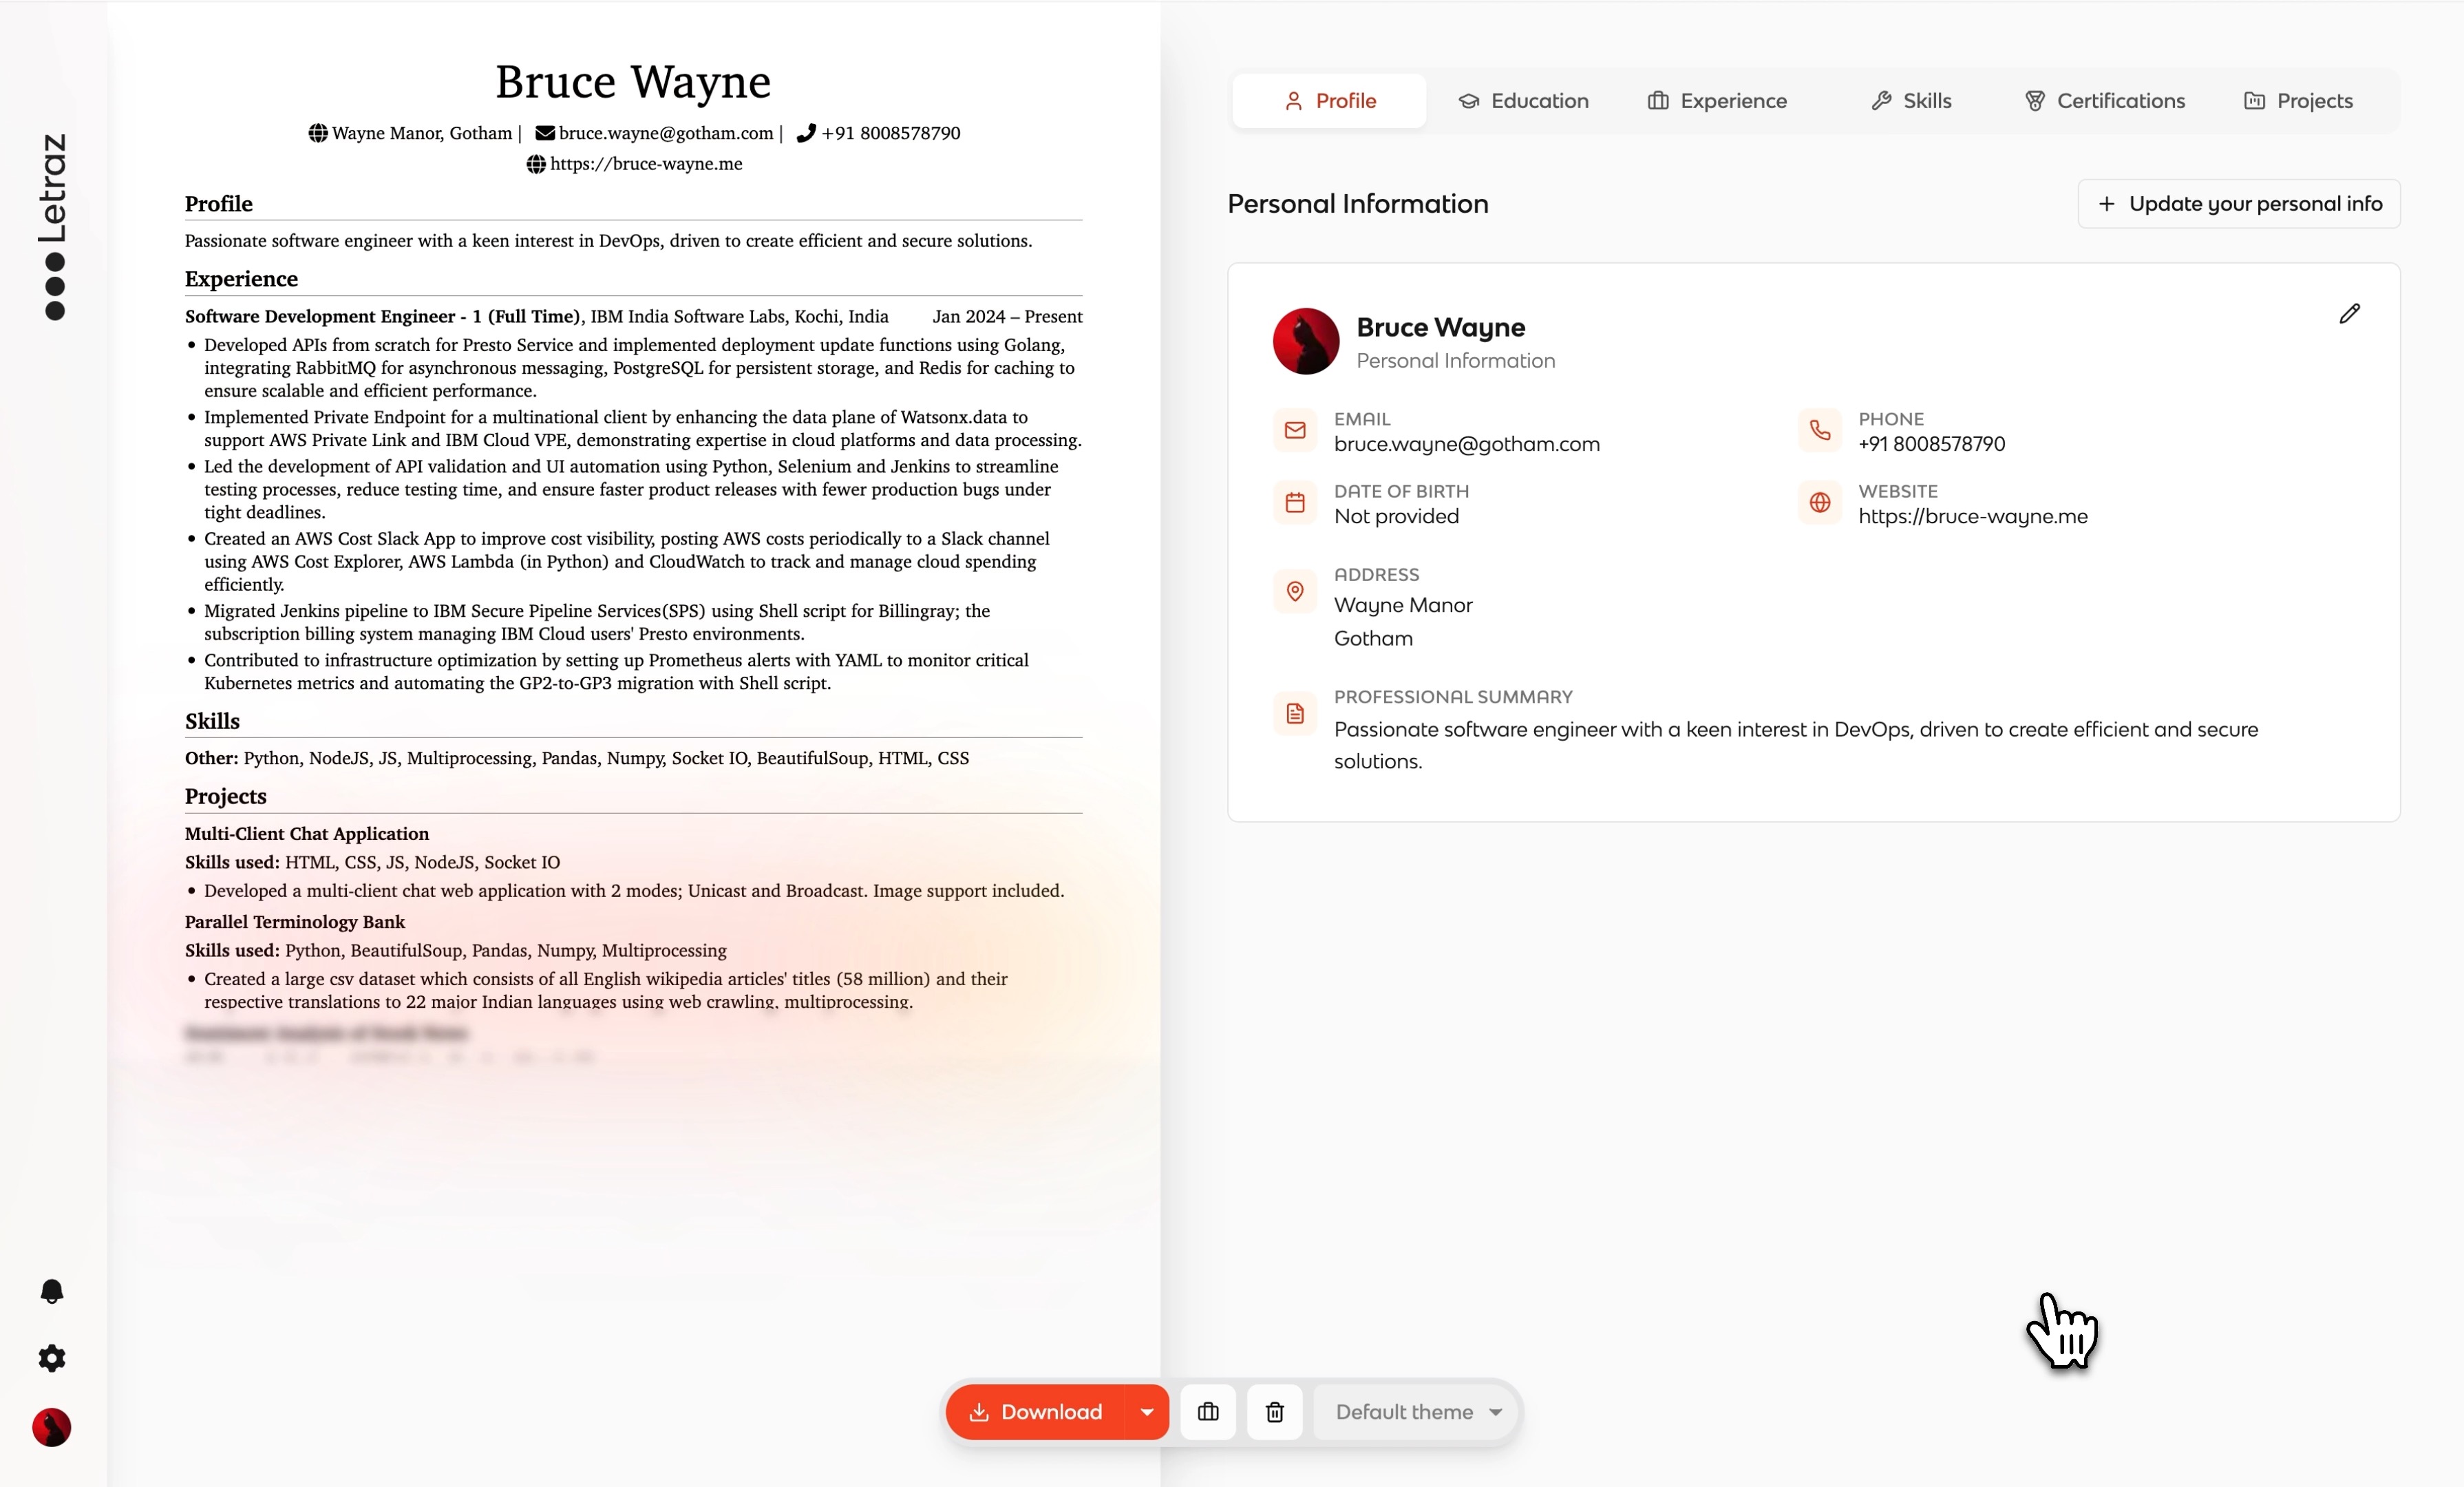 Letraz
Bruce Wayne
Wayne Manor, Gotham | bruce.wayne@gotham.com | +91 8008578790
https://bruce-wayne.me
Profile
Passionate software engineer with a keen interest in DevOps, driven to create efficient and secure solutions.
Experience
Software Development Engineer - 1 (Full Time), IBM India Software Labs, Kochi, India Jan 2024 – Present
• Developed APIs from scratch for Presto Service and implemented deployment update functions using Golang,
integrating RabbitMQ for asynchronous messaging, PostgreSQL for persistent storage, and Redis for caching to
ensure scalable and efficient performance.
• Implemented Private Endpoint for a multinational client by enhancing the data plane of Watsonx.data to
support AWS Private Link and IBM Cloud VPE, demonstrating expertise in cloud platforms and data processing.
• Led the development of API validation and UI automation using Python, Selenium and Jenkins to streamline
testing processes, reduce testing time, and ensure faster product releases with fewer production bugs under
tight deadlines.
• Created an AWS Cost Slack App to improve cost visibility, posting AWS costs periodically to a Slack channel
using AWS Cost Explorer, AWS Lambda (in Python) and CloudWatch to track and manage cloud spending
efficiently.
• Migrated Jenkins pipeline to IBM Secure Pipeline Services(SPS) using Shell script for Billingray; the
subscription billing system managing IBM Cloud users' Presto environments.
• Contributed to infrastructure optimization by setting up Prometheus alerts with YAML to monitor critical
Kubernetes metrics and automating the GP2-to-GP3 migration with Shell script.
Skills
Other: Python, NodeJS, JS, Multiprocessing, Pandas, Numpy, Socket IO, BeautifulSoup, HTML, CSS
Projects
Multi-Client Chat Application
Skills used: HTML, CSS, JS, NodeJS, Socket IO
• Developed a multi-client chat web application with 2 modes; Unicast and Broadcast. Image support included.
Parallel Terminology Bank
Skills used: Python, BeautifulSoup, Pandas, Numpy, Multiprocessing
• Created a large csv dataset which consists of all English wikipedia articles' titles (58 million) and their
respective translations to 22 major Indian languages using web crawling, multiprocessing.
Profile
Education
Experience
Skills
Certifications
Projects
Personal Information
+ Update your personal info
Bruce Wayne
Personal Information
EMAIL
bruce.wayne@gotham.com
PHONE
+91 8008578790
DATE OF BIRTH
Not provided
WEBSITE
https://bruce-wayne.me
ADDRESS
Wayne Manor
Gotham
PROFESSIONAL SUMMARY
Passionate software engineer with a keen interest in DevOps, driven to create efficient and secure
solutions.
Download
Default theme